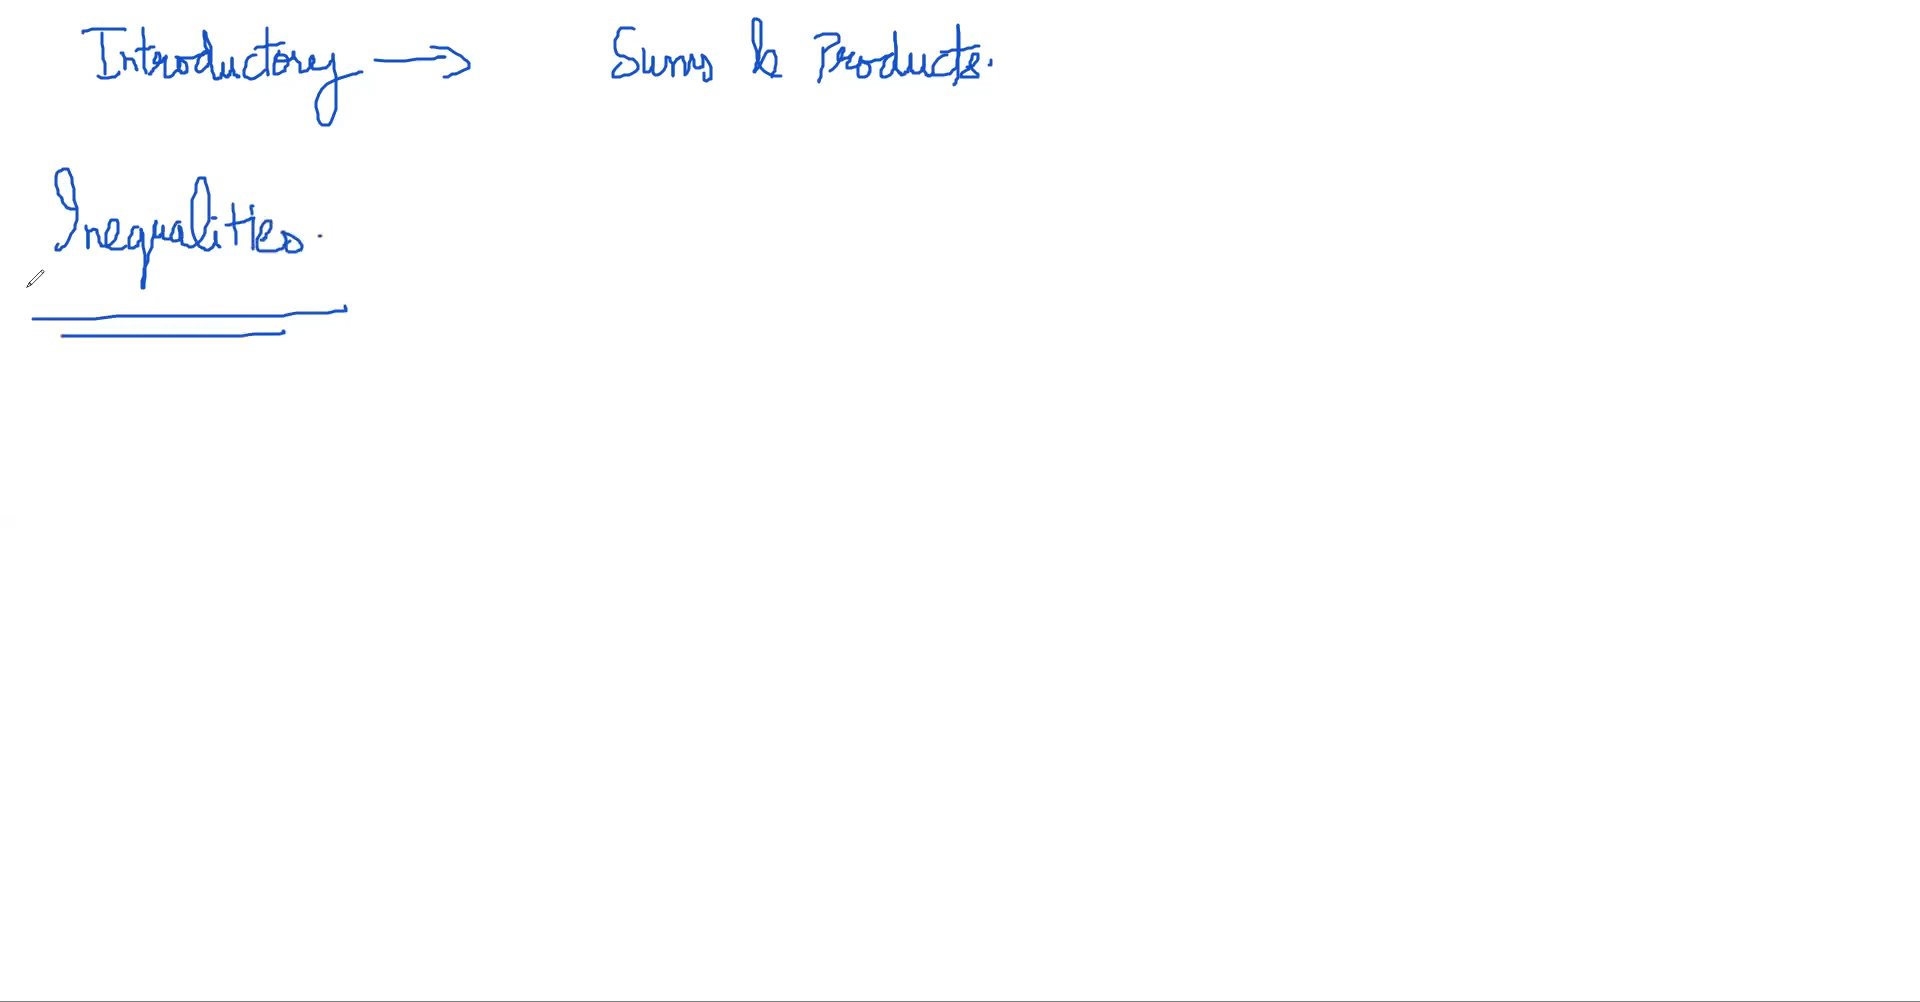 Introductory → Sums & Products.
Inequalities.